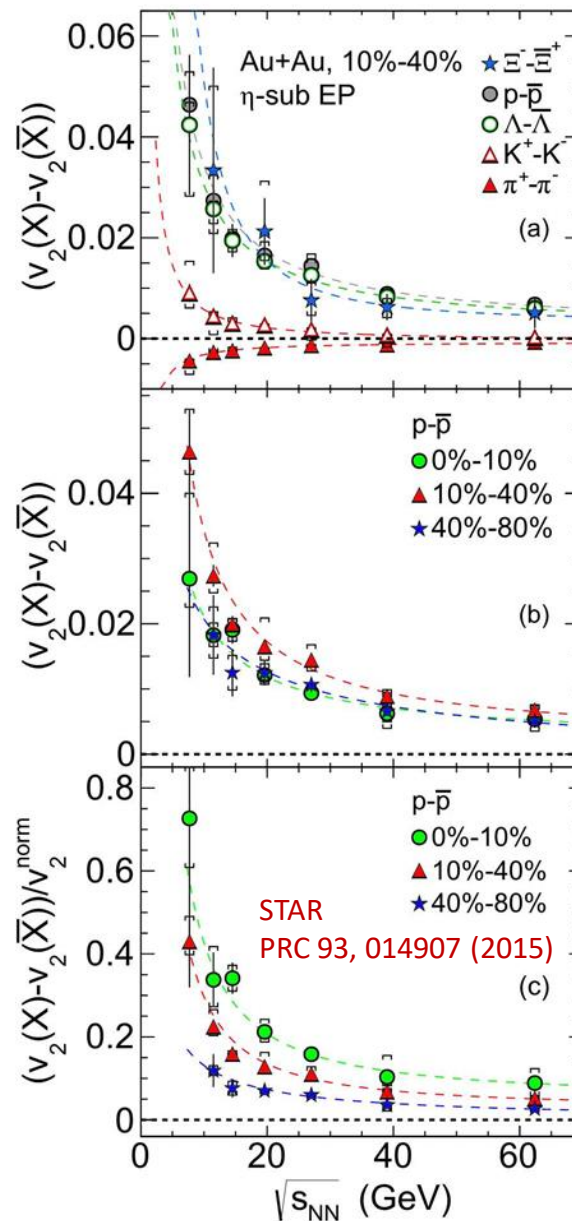 0.06
0.04
0.02
0
(v₂(X)-v₂(X̅))
Au+Au, 10%-40%
η-sub EP
Ξ⁻-Ξ̅⁺
p-p̅
Λ-Λ̅
K⁺-K⁻
π⁺-π⁻
(a)
0.04
0.02
0
(v₂(X)-v₂(X̅))
p-p̅
0%-10%
10%-40%
40%-80%
(b)
0.8
0.6
0.4
0.2
0
(v₂(X)-v₂(X̅))/v₂ⁿᵒʳᵐ
p-p̅
0%-10%
10%-40%
40%-80%
STAR
PRC 93, 014907 (2015)
(c)
0 20 40 60
√s_NN (GeV)